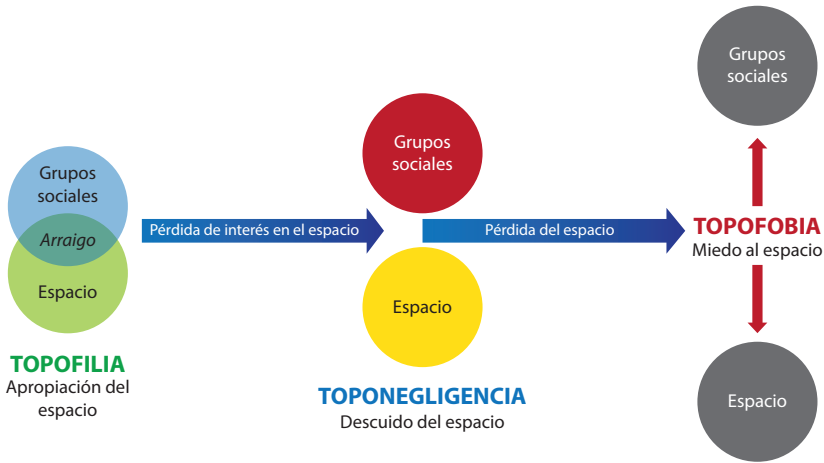 Grupos
sociales
Arraigo
Espacio
TOPOFILIA
Apropiación del
espacio
Pérdida de interés en el espacio
Grupos
sociales
Espacio
TOPONEGLIGENCIA
Descuido del espacio
Pérdida del espacio
Grupos
sociales
TOPOFOBIA
Miedo al espacio
Espacio